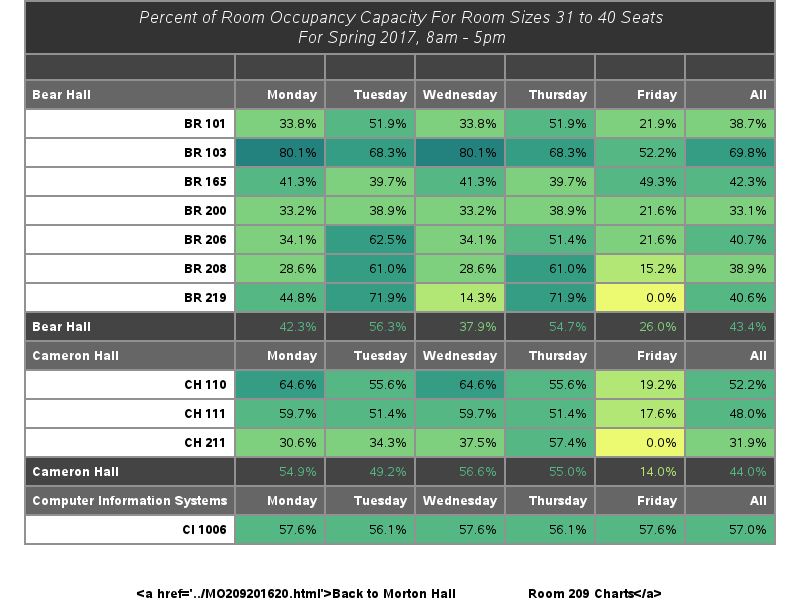 Percent of Room Occupancy Capacity For Room Sizes 31 to 40 Seats
For Spring 2017, 8am - 5pm
Bear Hall Monday Tuesday Wednesday Thursday Friday All
BR 101 33.8% 51.9% 33.8% 51.9% 21.9% 38.7%
BR 103 80.1% 68.3% 80.1% 68.3% 52.2% 69.8%
BR 165 41.3% 39.7% 41.3% 39.7% 49.3% 42.3%
BR 200 33.2% 38.9% 33.2% 38.9% 21.6% 33.1%
BR 206 34.1% 62.5% 34.1% 51.4% 21.6% 40.7%
BR 208 28.6% 61.0% 28.6% 61.0% 15.2% 38.9%
BR 219 44.8% 71.9% 14.3% 71.9% 0.0% 40.6%
Bear Hall 42.3% 56.3% 37.9% 54.7% 26.0% 43.4%
Cameron Hall Monday Tuesday Wednesday Thursday Friday All
CH 110 64.6% 55.6% 64.6% 55.6% 19.2% 52.2%
CH 111 59.7% 51.4% 59.7% 51.4% 17.6% 48.0%
CH 211 30.6% 34.3% 37.5% 57.4% 0.0% 31.9%
Cameron Hall 54.9% 49.2% 56.6% 55.0% 14.0% 44.0%
Computer Information Systems Monday Tuesday Wednesday Thursday Friday All
CI 1006 57.6% 56.1% 57.6% 56.1% 57.6% 57.0%
<a href='../MO209201620.html'>Back to Morton Hall Room 209 Charts</a>